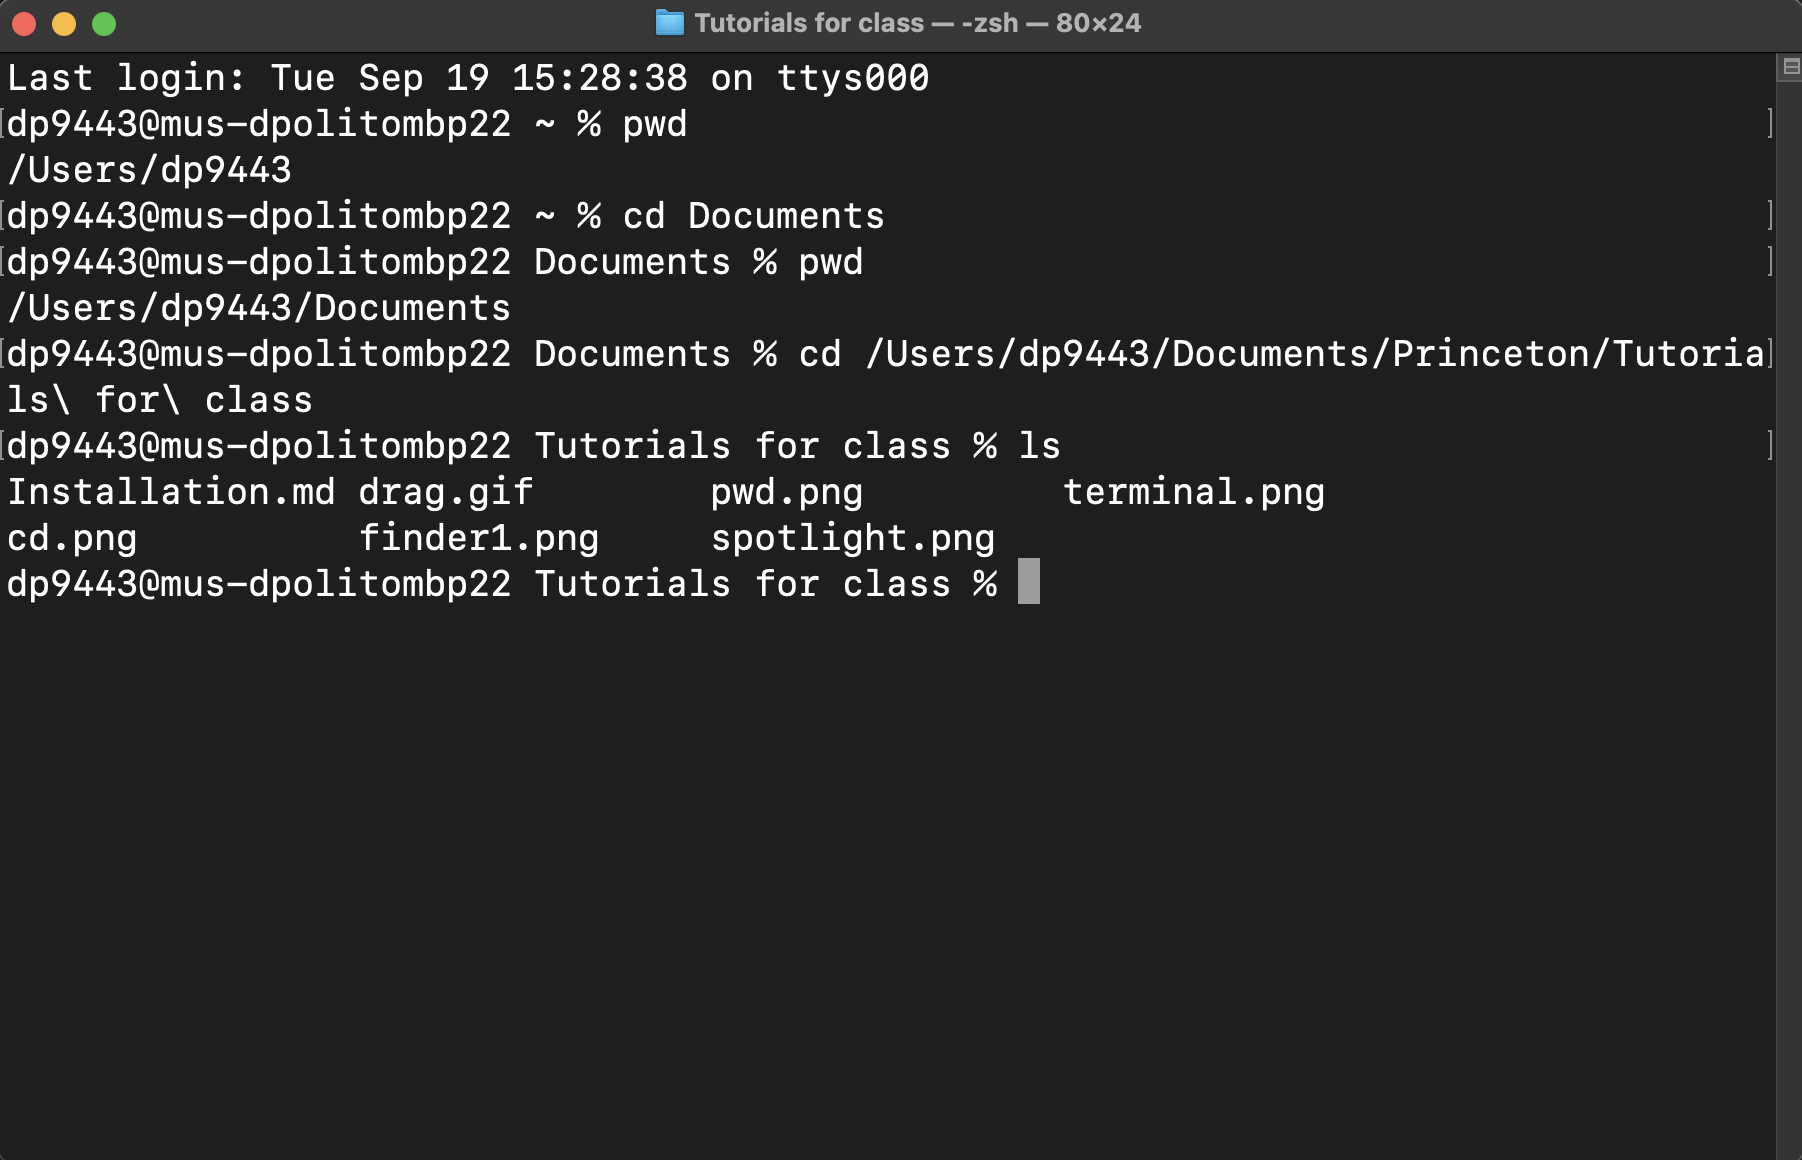 Tutorials for class — -zsh — 80×24
Last login: Tue Sep 19 15:28:38 on ttys000
[dp9443@mus-dpolitombp22 ~ % pwd ]
/Users/dp9443
[dp9443@mus-dpolitombp22 ~ % cd Documents ]
[dp9443@mus-dpolitombp22 Documents % pwd ]
/Users/dp9443/Documents
[dp9443@mus-dpolitombp22 Documents % cd /Users/dp9443/Documents/Princeton/Tutoria]
ls\ for\ class
[dp9443@mus-dpolitombp22 Tutorials for class % ls ]
Installation.md drag.gif pwd.png terminal.png
cd.png finder1.png spotlight.png
dp9443@mus-dpolitombp22 Tutorials for class %